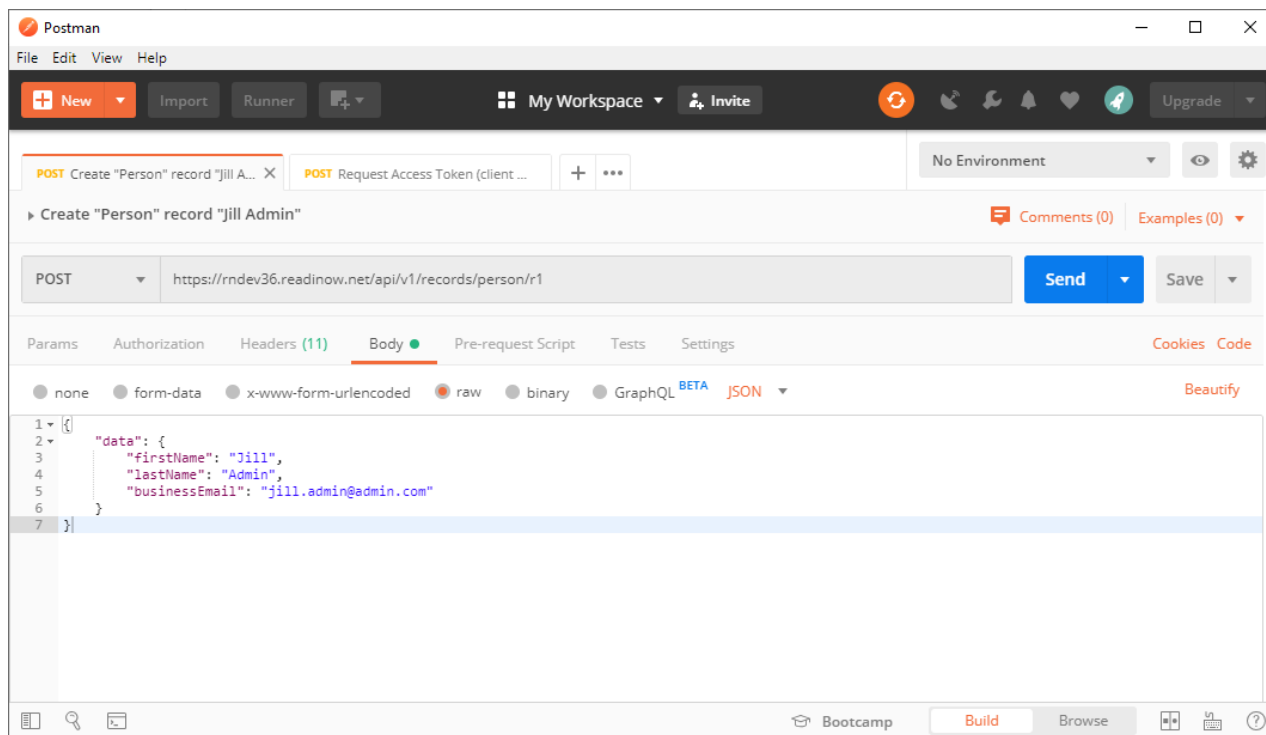 Postman
File Edit View Help
New Import Runner My Workspace Invite Upgrade
POST Create "Person" record "Jill A... POST Request Access Token (client ... No Environment
Create "Person" record "Jill Admin" Comments (0) Examples (0)
POST https://rndev36.readinow.net/api/v1/records/person/r1 Send Save
Params Authorization Headers (11) Body Pre-request Script Tests Settings Cookies Code
none form-data x-www-form-urlencoded raw binary GraphQL BETA JSON Beautify
1 {
2 "data": {
3 "firstName": "Jill",
4 "lastName": "Admin",
5 "businessEmail": "jill.admin@admin.com"
6 }
7 }
Bootcamp Build Browse